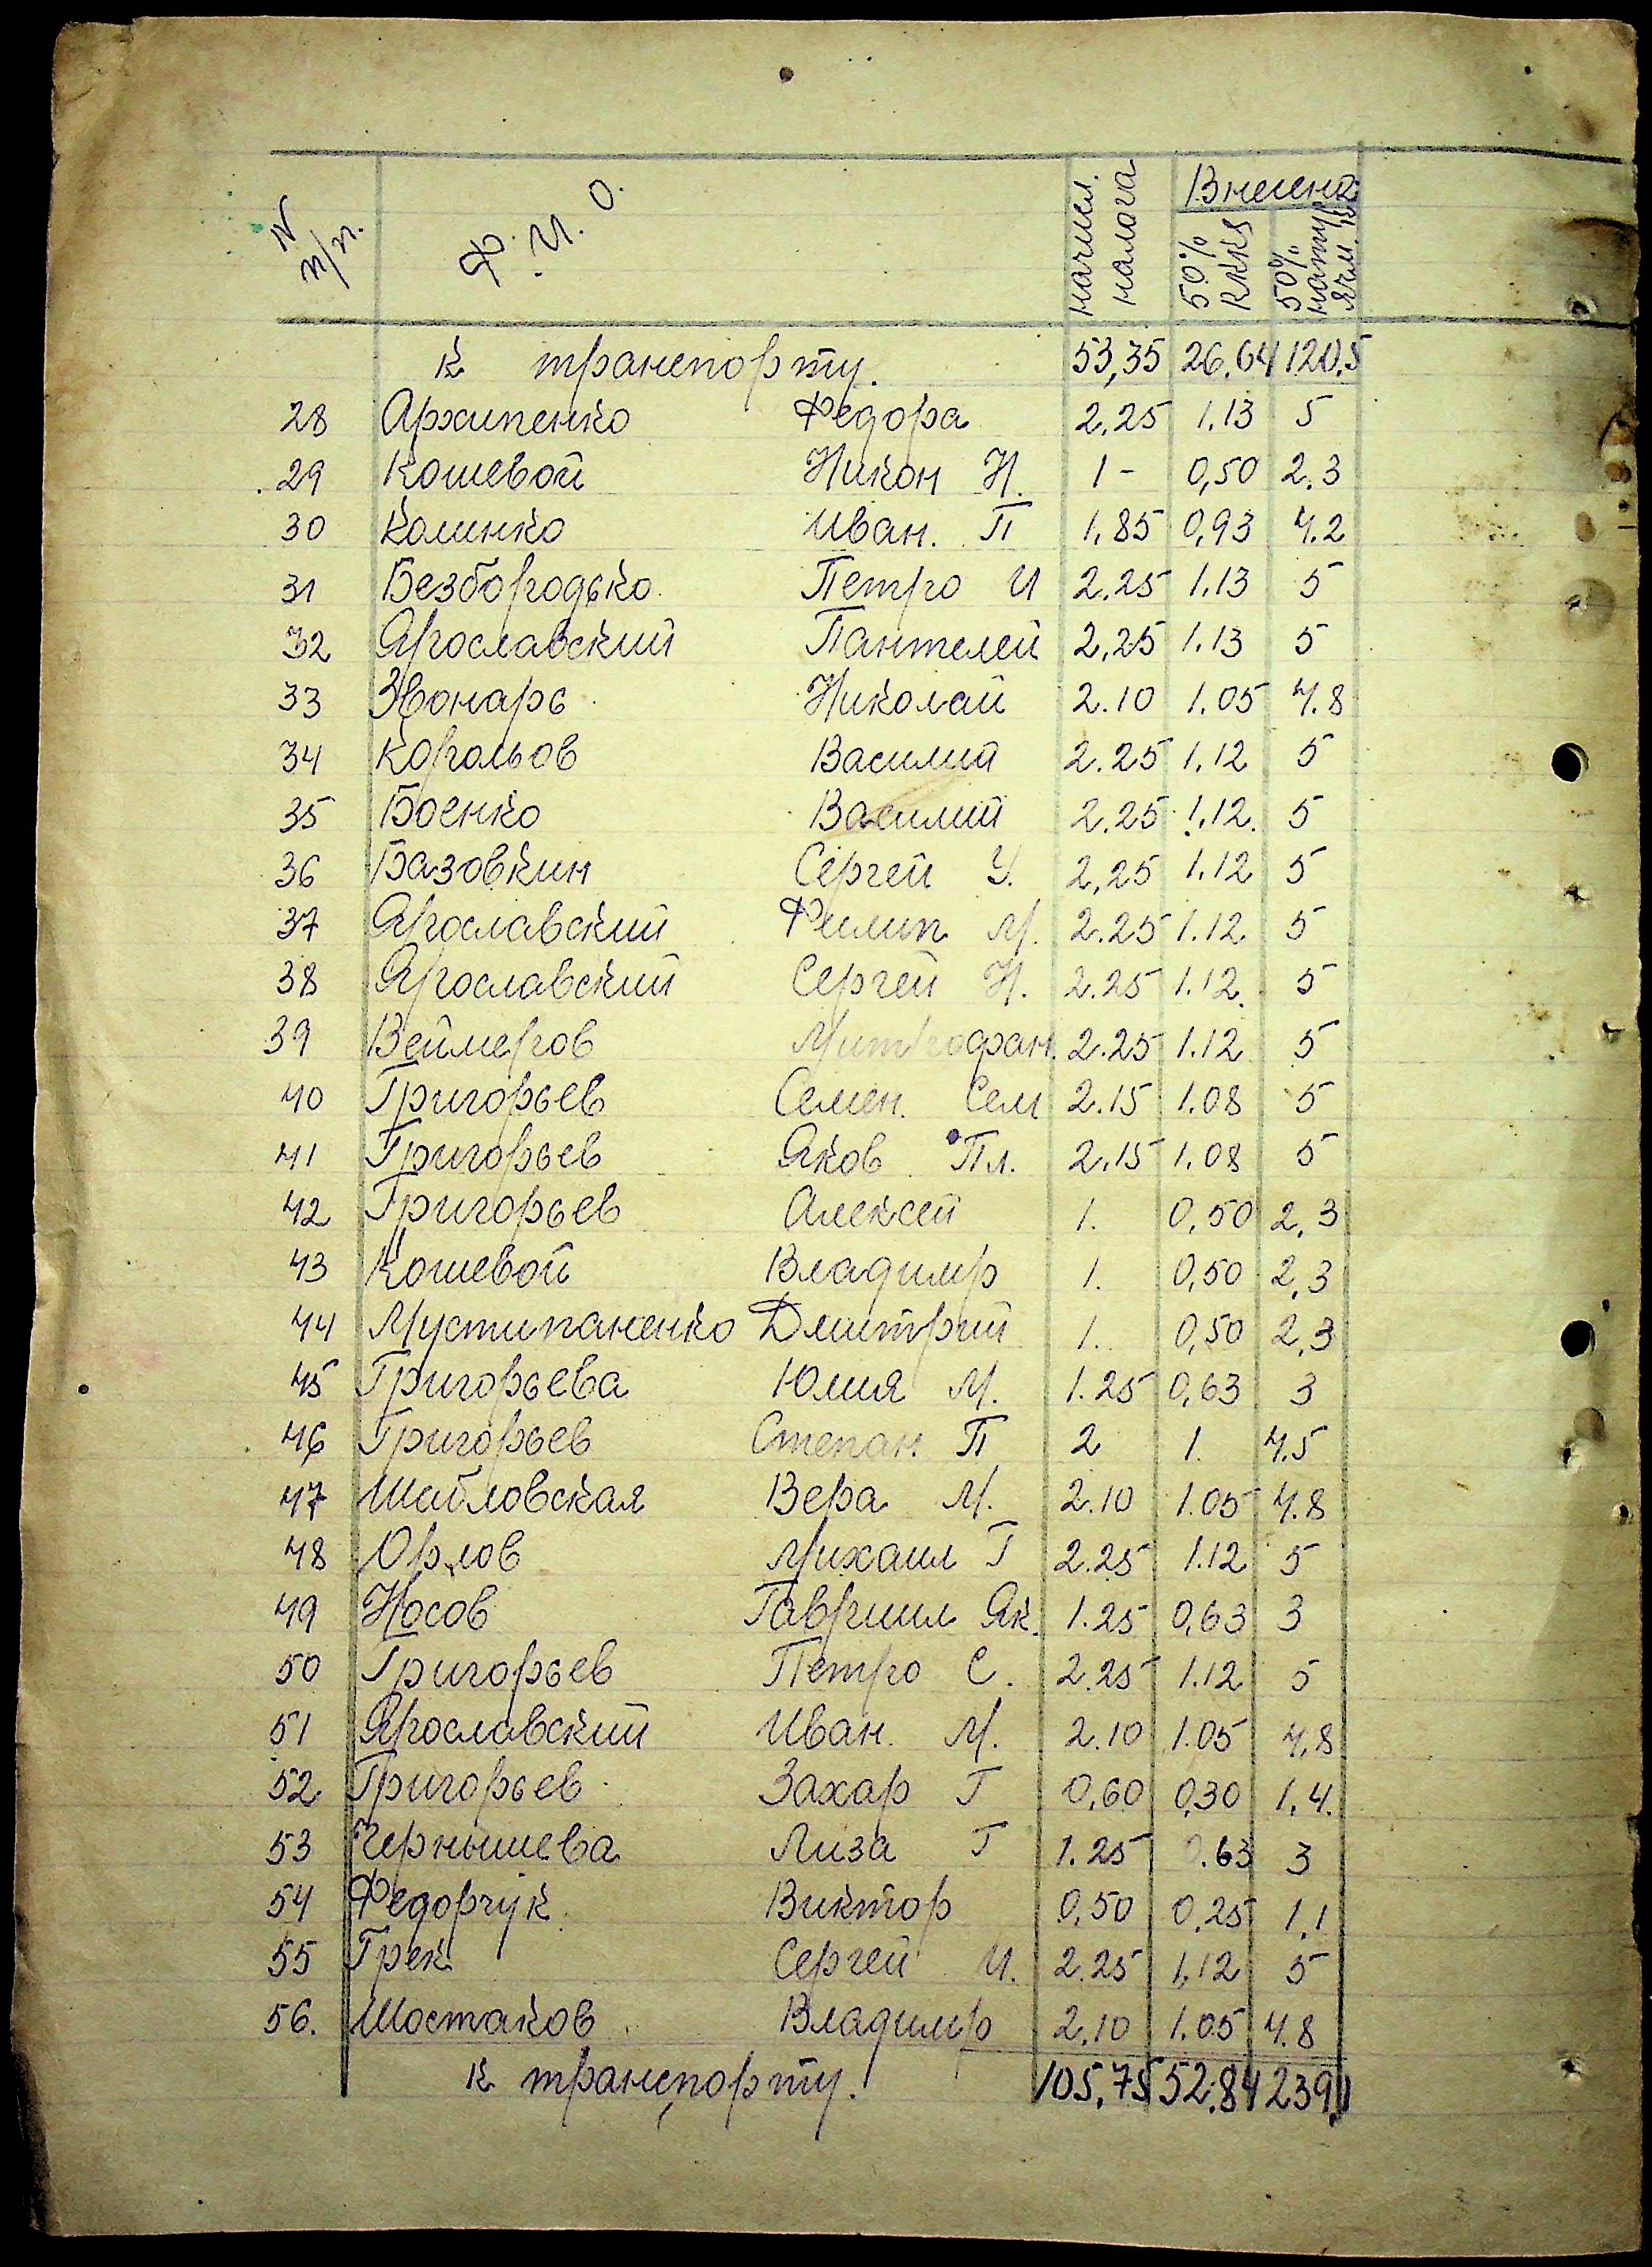 N п/п. Ф. И. О. начисл. налога Внесено
50% RKKS 50% натур ячм. кг
к транспорту. 53,35 26.64 120,5
28 Архипенко Федора 2,25 1.13 5
29 Кошевой Никон Н. 1- 0,50 2.3
30 Колинко Иван. П 1,85 0,93 4.2
31 Безбородько. Петро И 2.25 1.13 5
32 Ярославский Пантелей 2,25 1.13 5
33 Звонарь Николай 2.10 1.05 4.8
34 Корольов Василий 2.25 1,12 5
35 Боенко Василий 2.25 1.12. 5
36 Базовкин Сергей У. 2,25 1.12 5
37 Ярославский Филип М. 2.25 1.12. 5
38 Ярославский Сергей Н. 2.25 1.12. 5
39 Веймеров Митрофан. 2.25 1.12 5
40 Григорьев Семен. Сем 2.15 1.08 5
41 Григорьев Яков Пл. 2.15 1.08 5
42 Григорьев Алексей 1. 0,50 2,3
43 Кошевой Владимир 1. 0,50 2,3
44 Мустипаненко Дмитрий 1. 0,50 2,3
45 Григорьева Юлия М. 1.25 0,63 3
46 Григорьев Степан П 2 1. 4.5
47 Вера М. 2.10 1.05 4.8
48 Орлов Михаил Г 2.25 1.12 5
49 Носов Гавриил Як. 1.25 0,63 3
50 Григорьев Петро С. 2.25 1.12 5
51 Ярославский Иван. М. 2.10 1.05 4,8
52 Григорьев Захар Г 0,60 0,30 1,4.
53 Чернышева Лиза Г 1.25 0.63 3
54 Федорчук Виктор 0,50 0,25 1,1
55 Грек Сергей И. 2.25 1,12 5
56. Шостаков Владимир 2,10 1.05 4.8
к транспорту. 105,75 52.84 239,1